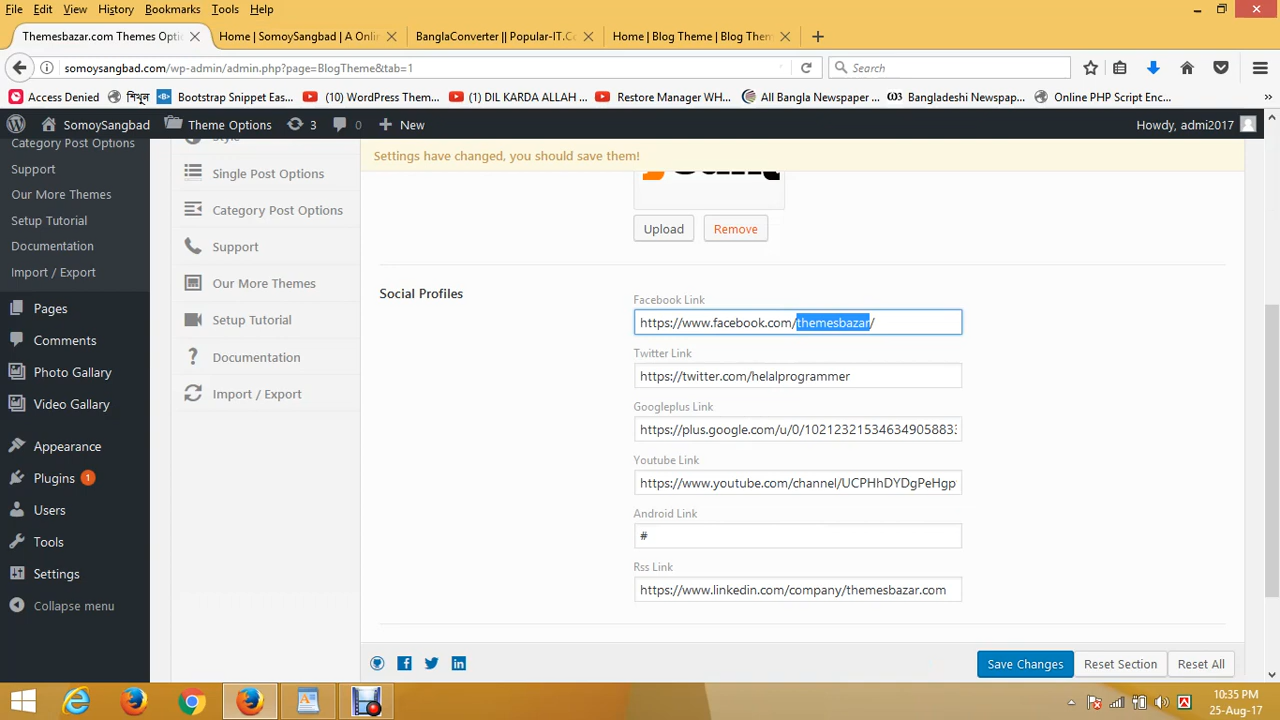 File Edit View History Bookmarks Tools Help
Themesbazar.com Themes Opti
Home | SomoySangbad | A Onlin
BanglaConverter || Popular-IT.C
Home | Blog Theme | Blog Them
somoysangbad.com/wp-admin/admin.php?page=BlogTheme&tab=1
Search
Access Denied
Bootstrap Snippet Eas...
(10) WordPress Them...
(1) DIL KARDA ALLAH ...
Restore Manager WH...
All Bangla Newspaper ...
Bangladeshi Newspap...
Online PHP Script Enc...
SomoySangbad
Theme Options
3
0
New
Howdy, admi2017
Category Post Options
Support
Our More Themes
Setup Tutorial
Documentation
Import / Export
Pages
Comments
Photo Gallery
Video Gallery
Appearance
Plugins 1
Users
Tools
Settings
Collapse menu
Style
Single Post Options
Category Post Options
Support
Our More Themes
Setup Tutorial
Documentation
Import / Export
Settings have changed, you should save them!
Upload
Remove
Social Profiles
Facebook Link
https://www.facebook.com/themesbazar/
Twitter Link
https://twitter.com/helalprogrammer
Googleplus Link
https://plus.google.com/u/0/10212321534634905883
Youtube Link
https://www.youtube.com/channel/UCPHhDYDgPeHgp
Android Link
#
Rss Link
https://www.linkedin.com/company/themesbazar.com
Save Changes
Reset Section
Reset All
10:35 PM
25-Aug-17